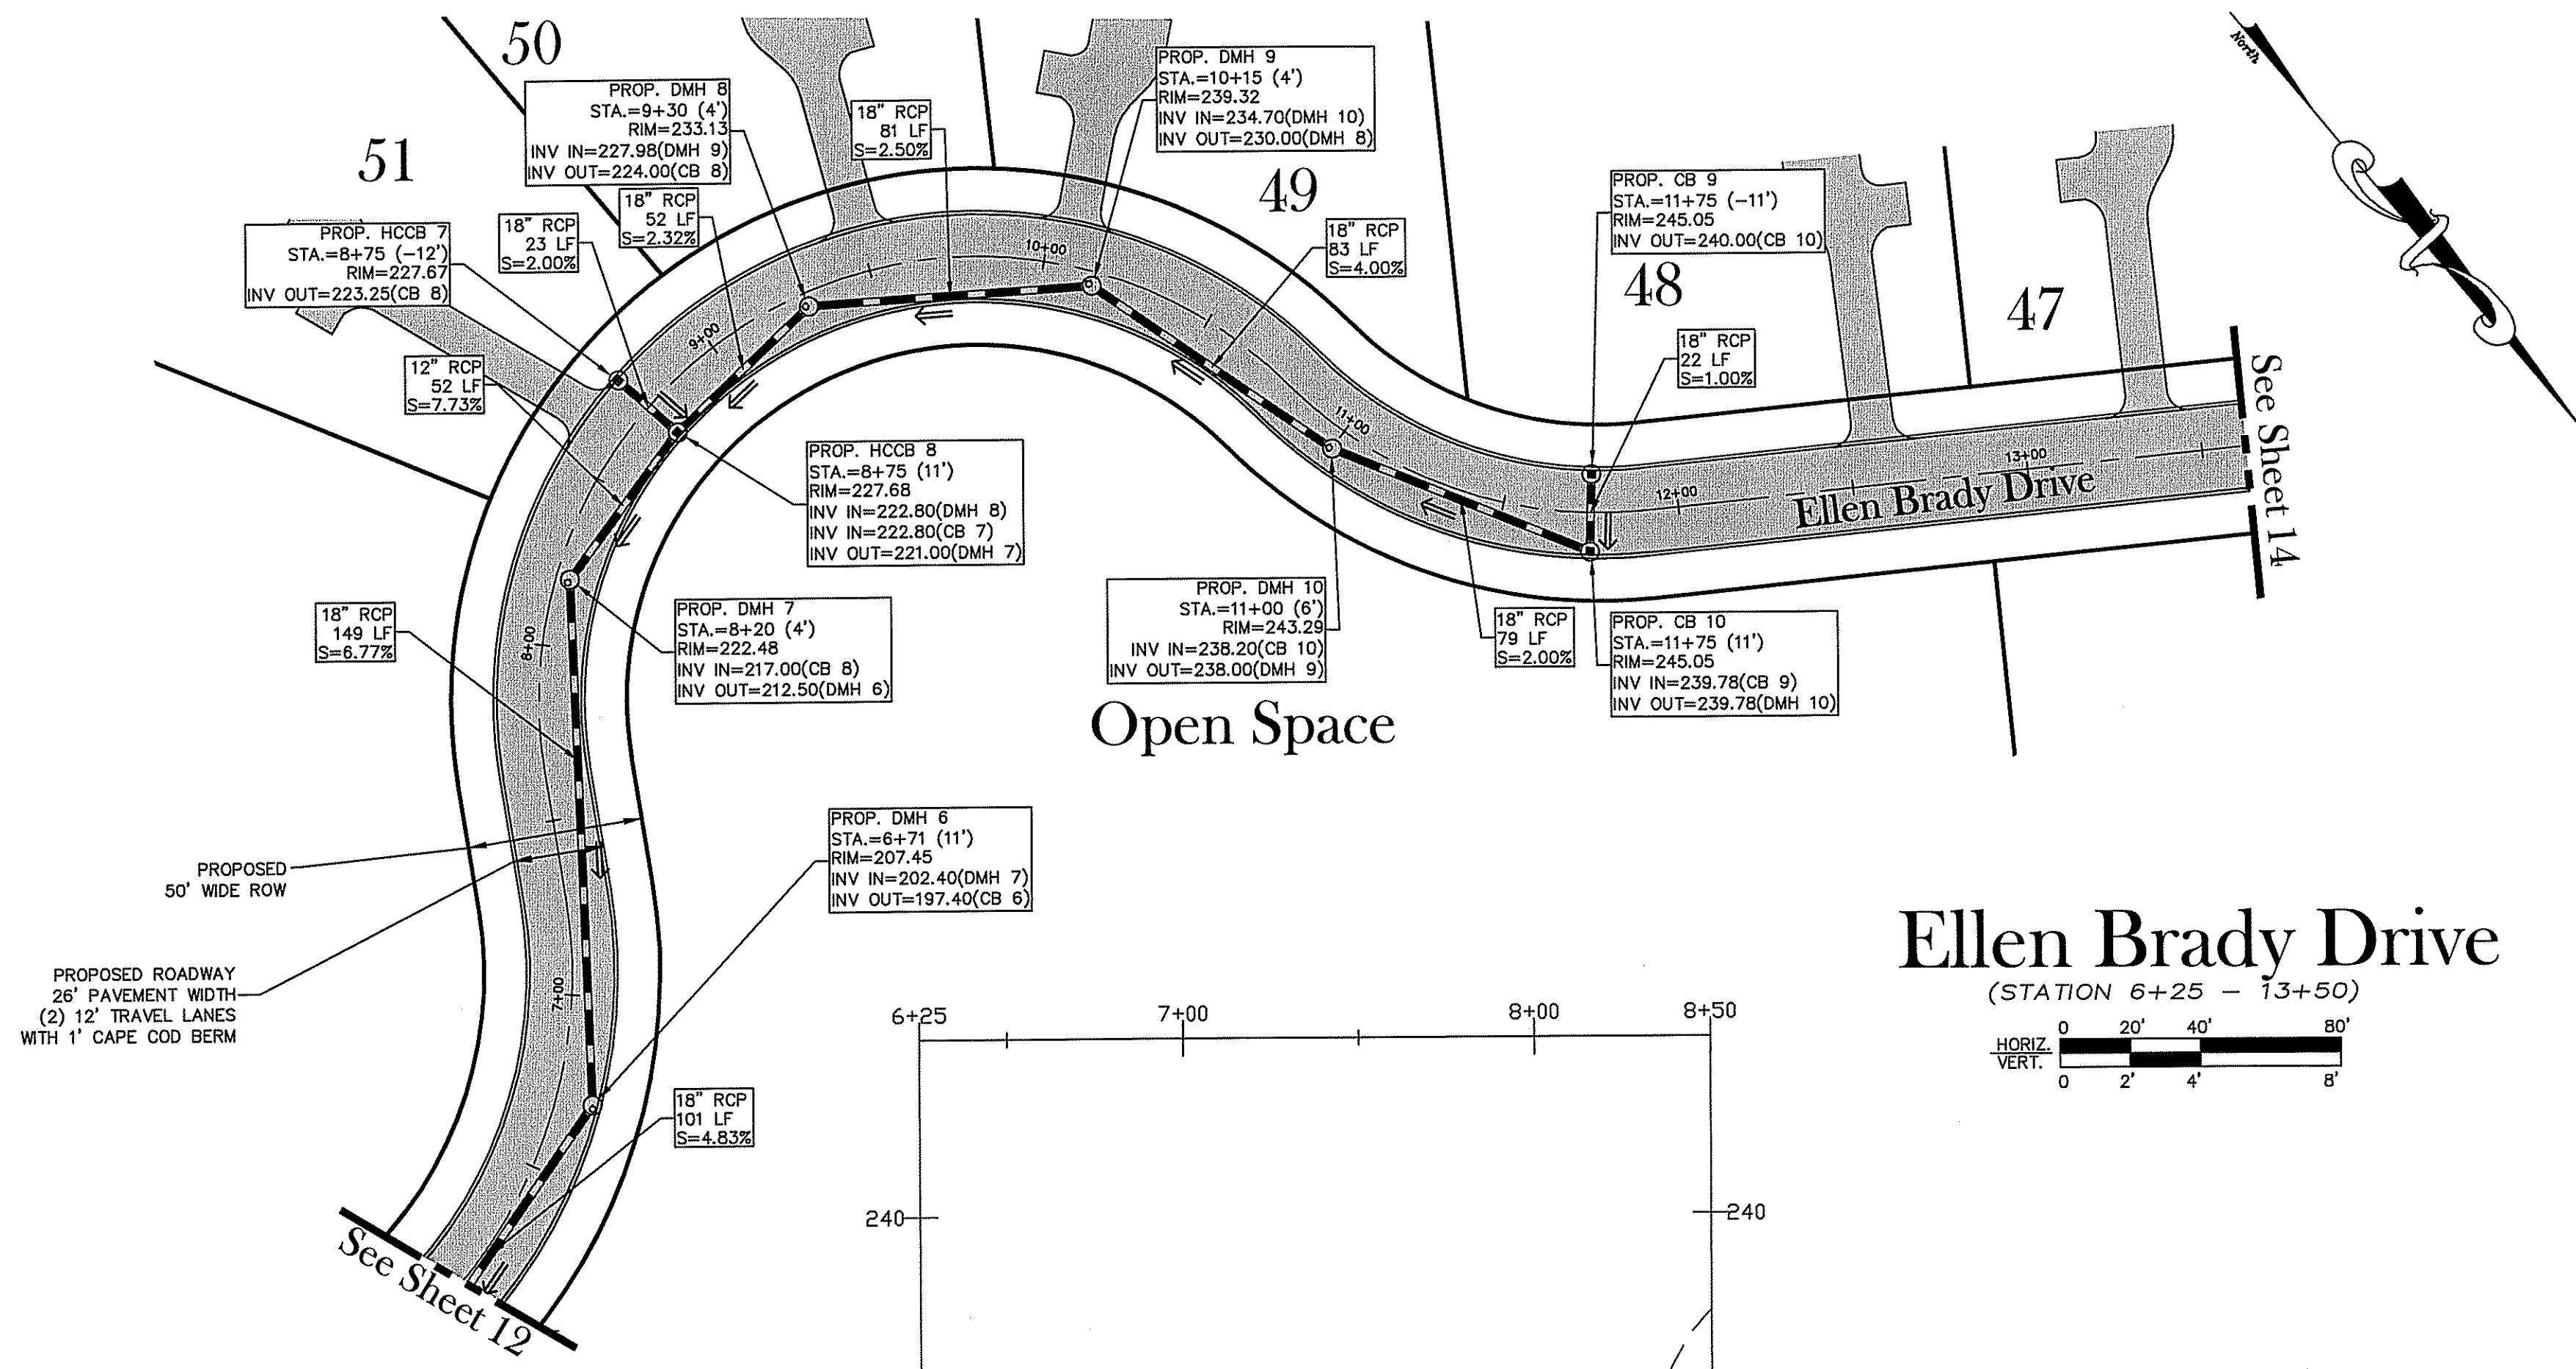 50
51
49
48
47
North
PROP. DMH 8
STA.=9+30 (4')
RIM=233.13
INV IN=227.98(DMH 9)
INV OUT=224.00(CB 8)
18" RCP
81 LF
S=2.50%
PROP. DMH 9
STA.=10+15 (4')
RIM=239.32
INV IN=234.70(DMH 10)
INV OUT=230.00(DMH 8)
PROP. HCCB 7
STA.=8+75 (-12')
RIM=227.67
INV OUT=223.25(CB 8)
18" RCP
23 LF
S=2.00%
18" RCP
52 LF
S=2.32%
18" RCP
83 LF
S=4.00%
PROP. CB 9
STA.=11+75 (-11')
RIM=245.05
INV OUT=240.00(CB 10)
18" RCP
22 LF
S=1.00%
12" RCP
52 LF
S=7.73%
PROP. HCCB 8
STA.=8+75 (11')
RIM=227.68
INV IN=222.80(DMH 8)
INV IN=222.80(CB 7)
INV OUT=221.00(DMH 7)
18" RCP
149 LF
S=6.77%
PROP. DMH 7
STA.=8+20 (4')
RIM=222.48
INV IN=217.00(CB 8)
INV OUT=212.50(DMH 6)
PROP. DMH 10
STA.=11+00 (6')
RIM=243.29
INV IN=238.20(CB 10)
INV OUT=238.00(DMH 9)
18" RCP
79 LF
S=2.00%
PROP. CB 10
STA.=11+75 (11')
RIM=245.05
INV IN=239.78(CB 9)
INV OUT=239.78(DMH 10)
7+00
8+00
9+00
10+00
11+00
12+00
13+00
Ellen Brady Drive
See Sheet 14
Open Space
PROPOSED
50' WIDE ROW
PROP. DMH 6
STA.=6+71 (11')
RIM=207.45
INV IN=202.40(DMH 7)
INV OUT=197.40(CB 6)
PROPOSED ROADWAY
26' PAVEMENT WIDTH
(2) 12' TRAVEL LANES
WITH 1' CAPE COD BERM
18" RCP
101 LF
S=4.83%
See Sheet 12
Ellen Brady Drive
(STATION 6+25 - 13+50)
0 20' 40' 80'
HORIZ.
VERT.
0 2' 4' 8'
6+25 7+00 8+00 8+50
240 240